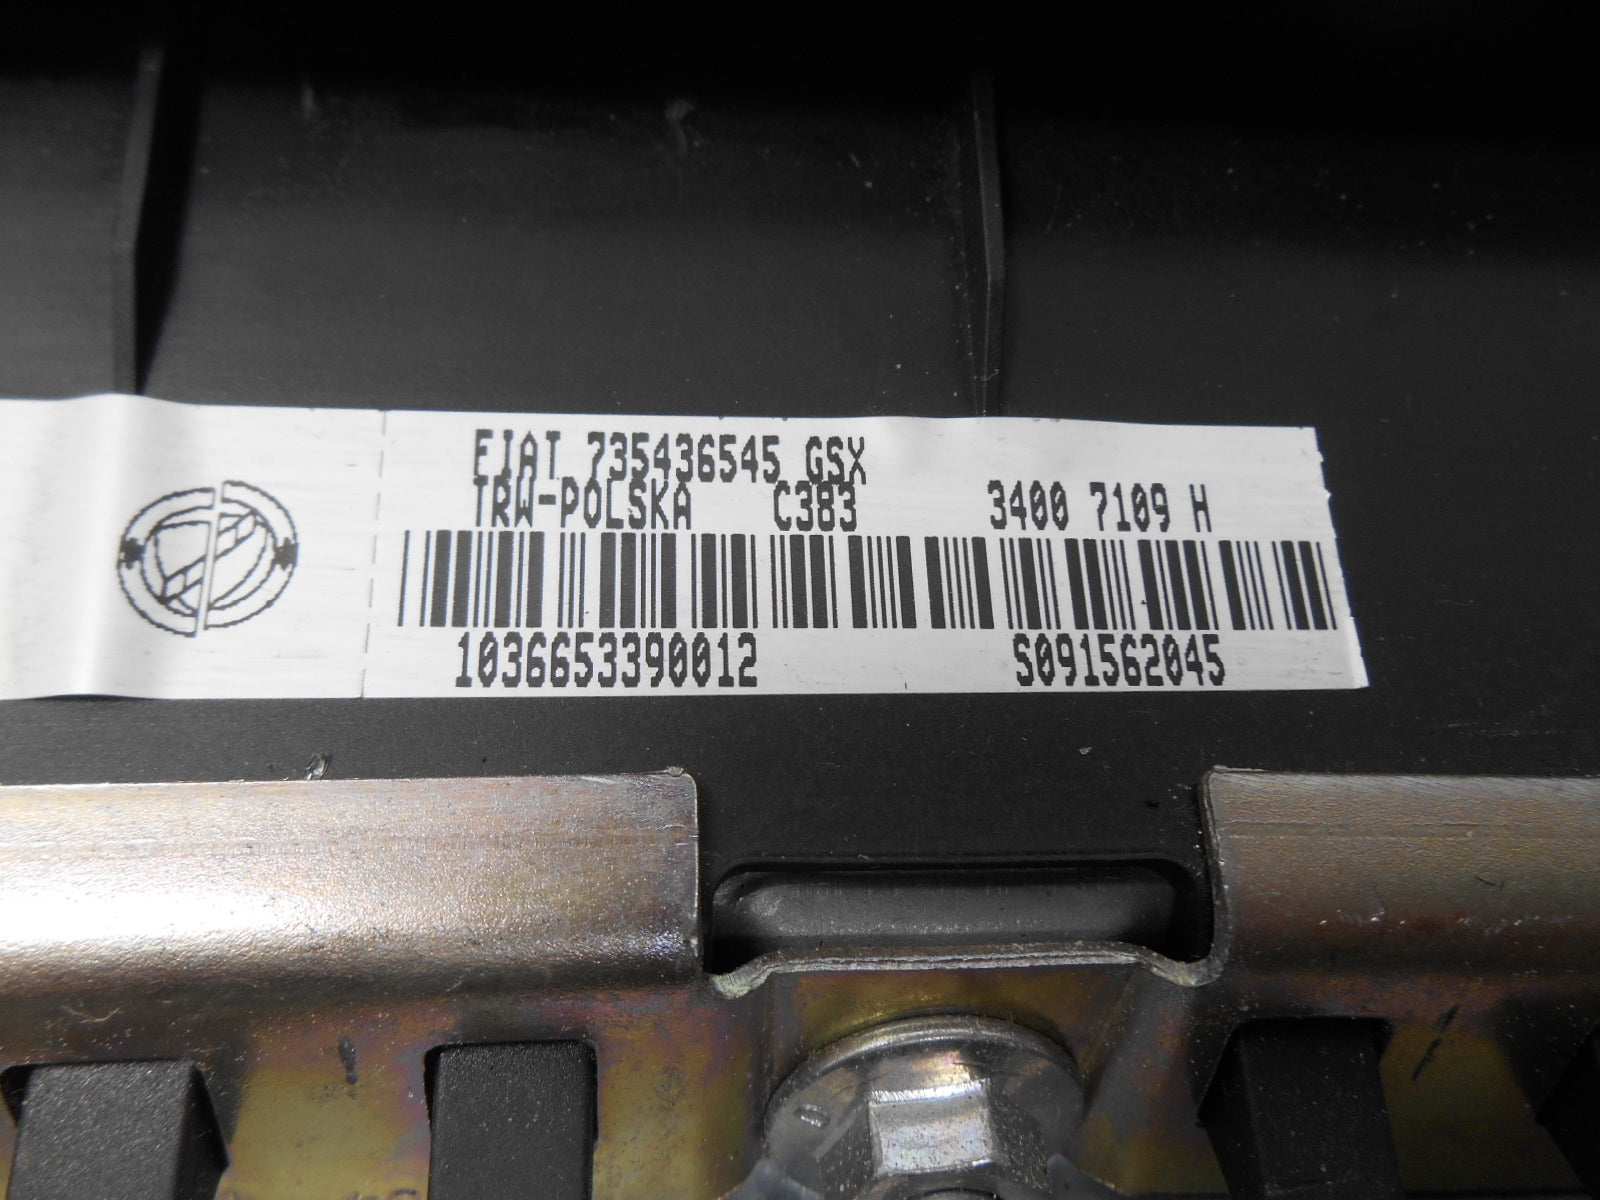 FIAT 735436545 GSX
TRW-POLSKA C383 3400 7109 H
1036653390012 S091562045